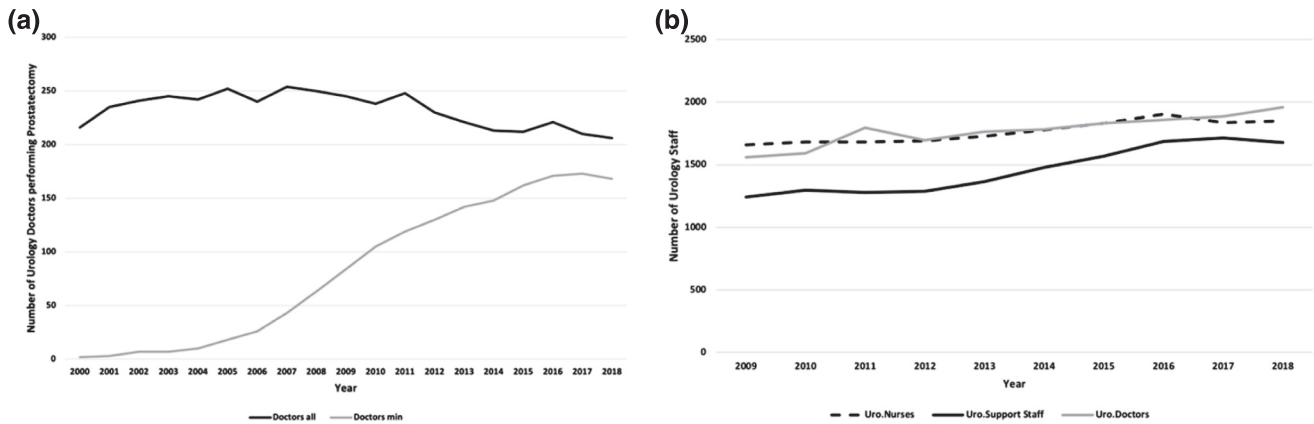 (a)
Number of Urology Doctors performing Prostatectomy
300
250
200
150
100
50
0
2000 2001 2002 2003 2004 2005 2006 2007 2008 2009 2010 2011 2012 2013 2014 2015 2016 2017 2018
Year
Doctors all Doctors min
(b)
Number of Urology Staff
2500
2000
1500
1000
500
0
2009 2010 2011 2012 2013 2014 2015 2016 2017 2018
Year
Uro.Nurses Uro.Support Staff Uro.Doctors